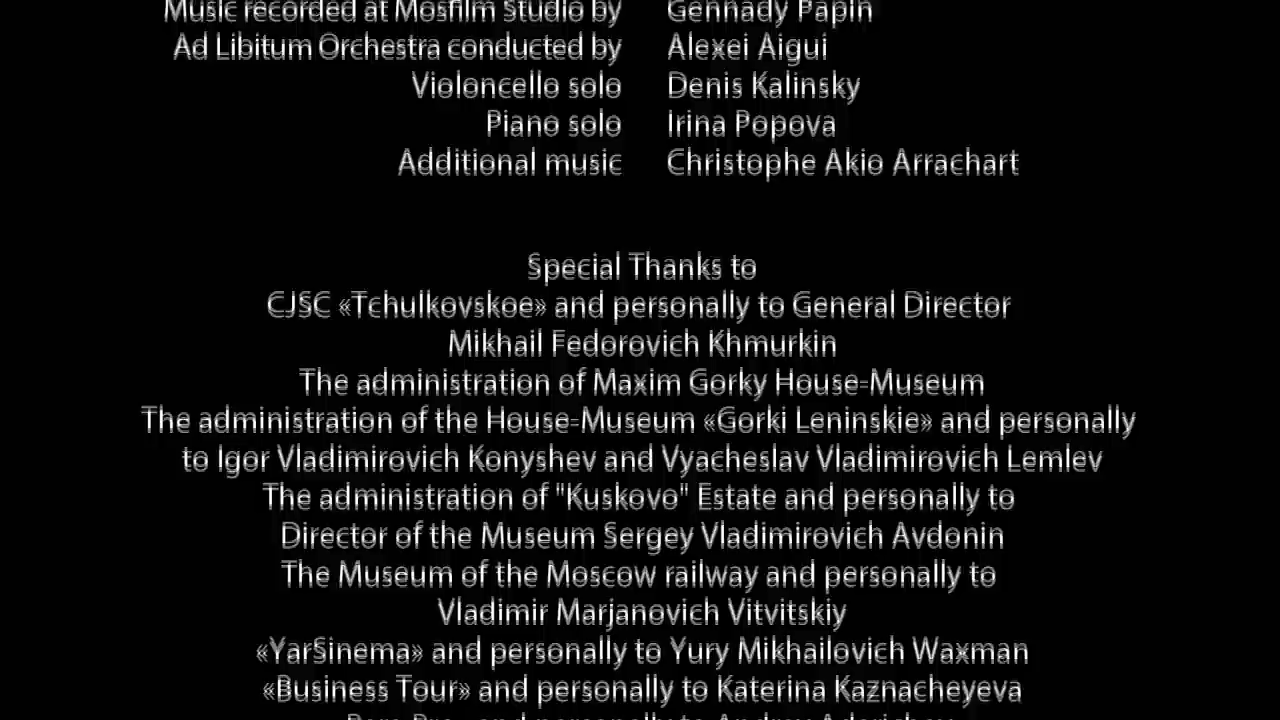 Music recorded at Mosfilm Studio by Gennady Papin
Ad Libitum Orchestra conducted by Alexei Aigui
Violoncello solo Denis Kalinsky
Piano solo Irina Popova
Additional music Christophe Akio Arrachart
Special Thanks to
CJSC «Tchulkovskoe» and personally to General Director
Mikhail Fedorovich Khmurkin
The administration of Maxim Gorky House-Museum
The administration of the House-Museum «Gorki Leninskie» and personally
to Igor Vladimirovich Konyshev and Vyacheslav Vladimirovich Lemlev
The administration of "Kuskovo" Estate and personally to
Director of the Museum Sergey Vladimirovich Avdonin
The Museum of the Moscow railway and personally to
Vladimir Marjanovich Vitvitskiy
«YarSinema» and personally to Yury Mikhailovich Waxman
«Business Tour» and personally to Katerina Kaznacheyeva
and personally to